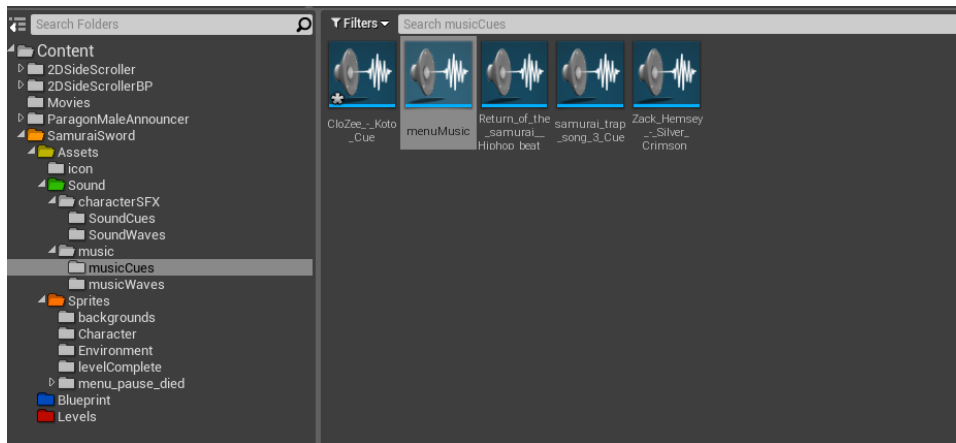 Search Folders
Filters
Search musicCues
Content
2DSideScroller
2DSideScrollerBP
Movies
ParagonMaleAnnouncer
SamuraiSword
Assets
icon
Sound
characterSFX
SoundCues
SoundWaves
music
musicCues
musicWaves
Sprites
backgrounds
Character
Environment
levelComplete
menu_pause_died
Blueprint
Levels
CloZee_-_Koto
_Cue
menuMusic
Return_of_the
_samurai__
Hiphop_beat
samurai_trap
_song_3_Cue
Zack_Hemsey
_-_Silver_
Crimson